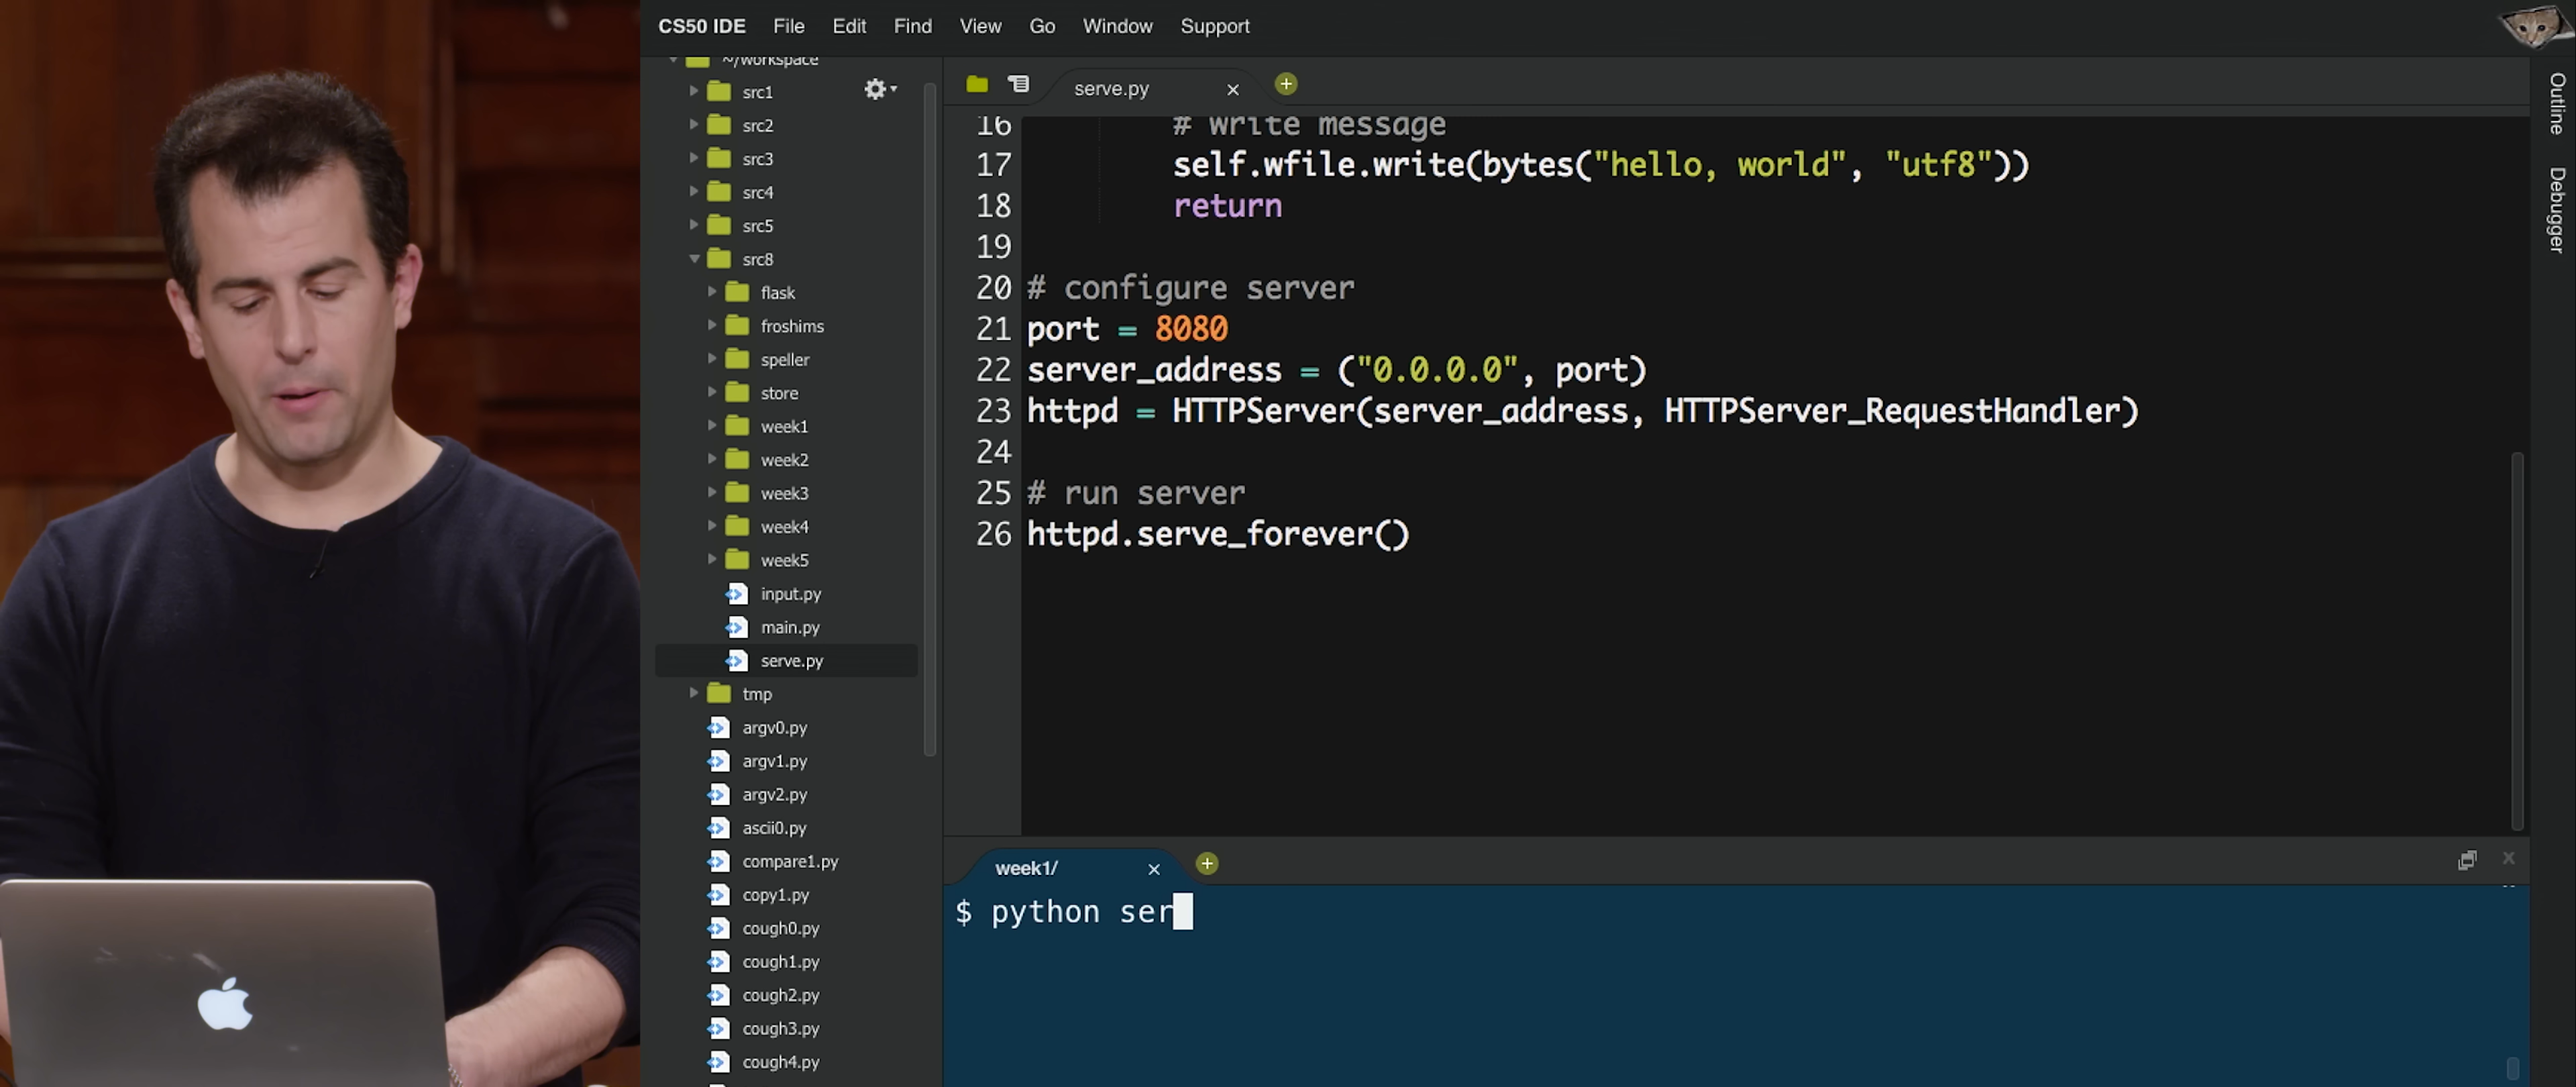 CS50 IDE File Edit Find View Go Window Support
~/workspace
src1
src2
src3
src4
src5
src8
flask
froshims
speller
store
week1
week2
week3
week4
week5
input.py
main.py
serve.py
tmp
argv0.py
argv1.py
argv2.py
ascii0.py
compare1.py
copy1.py
cough0.py
cough1.py
cough2.py
cough3.py
cough4.py
serve.py
16 # write message
17 self.wfile.write(bytes("hello, world", "utf8"))
18 return
19
20 # configure server
21 port = 8080
22 server_address = ("0.0.0.0", port)
23 httpd = HTTPServer(server_address, HTTPServer_RequestHandler)
24
25 # run server
26 httpd.serve_forever()
week1/
$ python ser
Outline
Debugger